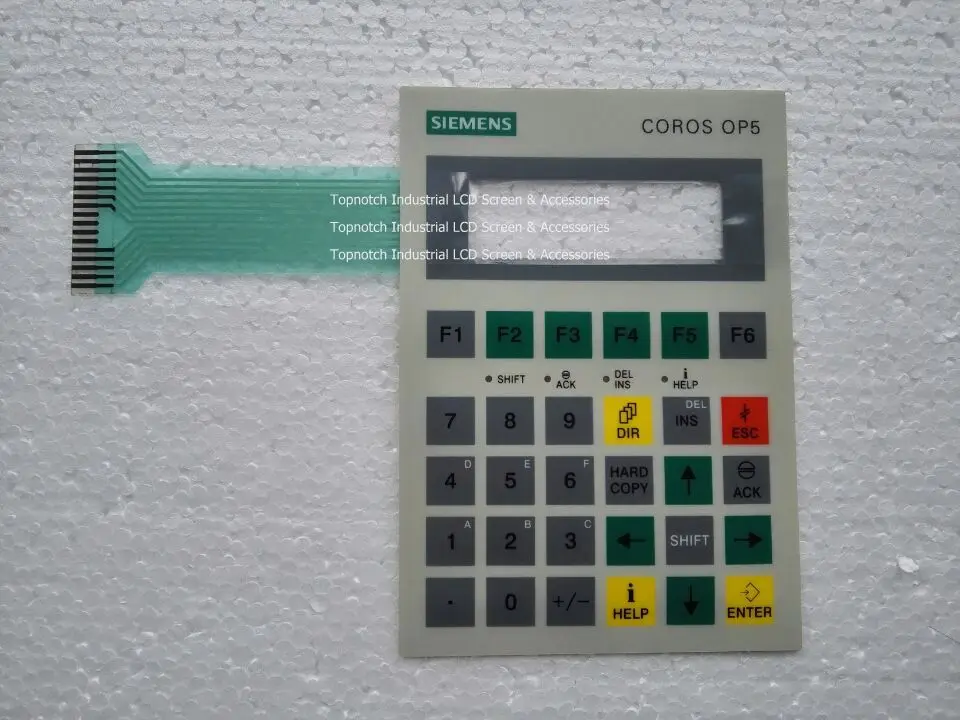 SIEMENS COROS OP5
Topnotch Industrial LCD Screen & Accessories
Topnotch Industrial LCD Screen & Accessories
Topnotch Industrial LCD Screen & Accessories
F1 F2 F3 F4 F5 F6
SHIFT ACK DEL INS i HELP
7 8 9 DIR DEL INS ESC
4 D 5 E 6 F HARD COPY ↑ ACK
1 A 2 B 3 C ← SHIFT →
. 0 +/- i HELP ↓ ENTER